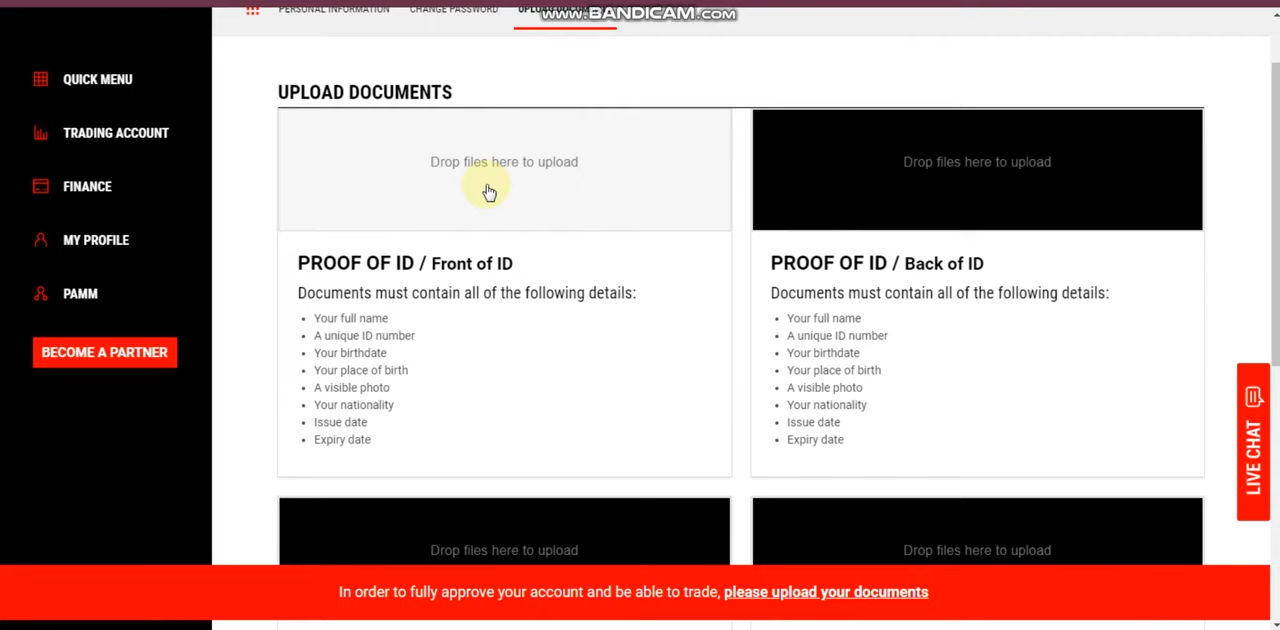 PERSONAL INFORMATION CHANGE PASSWORD UPLOAD
www.BANDICAM.com
QUICK MENU
TRADING ACCOUNT
FINANCE
MY PROFILE
PAMM
BECOME A PARTNER
UPLOAD DOCUMENTS
Drop files here to upload
PROOF OF ID / Front of ID
Documents must contain all of the following details:
• Your full name
• A unique ID number
• Your birthdate
• Your place of birth
• A visible photo
• Your nationality
• Issue date
• Expiry date
Drop files here to upload
PROOF OF ID / Back of ID
Documents must contain all of the following details:
• Your full name
• A unique ID number
• Your birthdate
• Your place of birth
• A visible photo
• Your nationality
• Issue date
• Expiry date
Drop files here to upload
Drop files here to upload
LIVE CHAT
In order to fully approve your account and be able to trade, please upload your documents